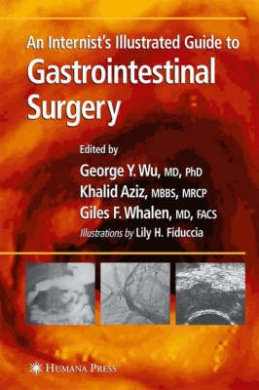 An Internist's Illustrated Guide to
Gastrointestinal
Surgery
Edited by
George Y. Wu, MD, PhD
Khalid Aziz, MBBS, MRCP
Giles F. Whalen, MD, FACS
Illustrations by Lily H. Fiduccia
HUMANA PRESS